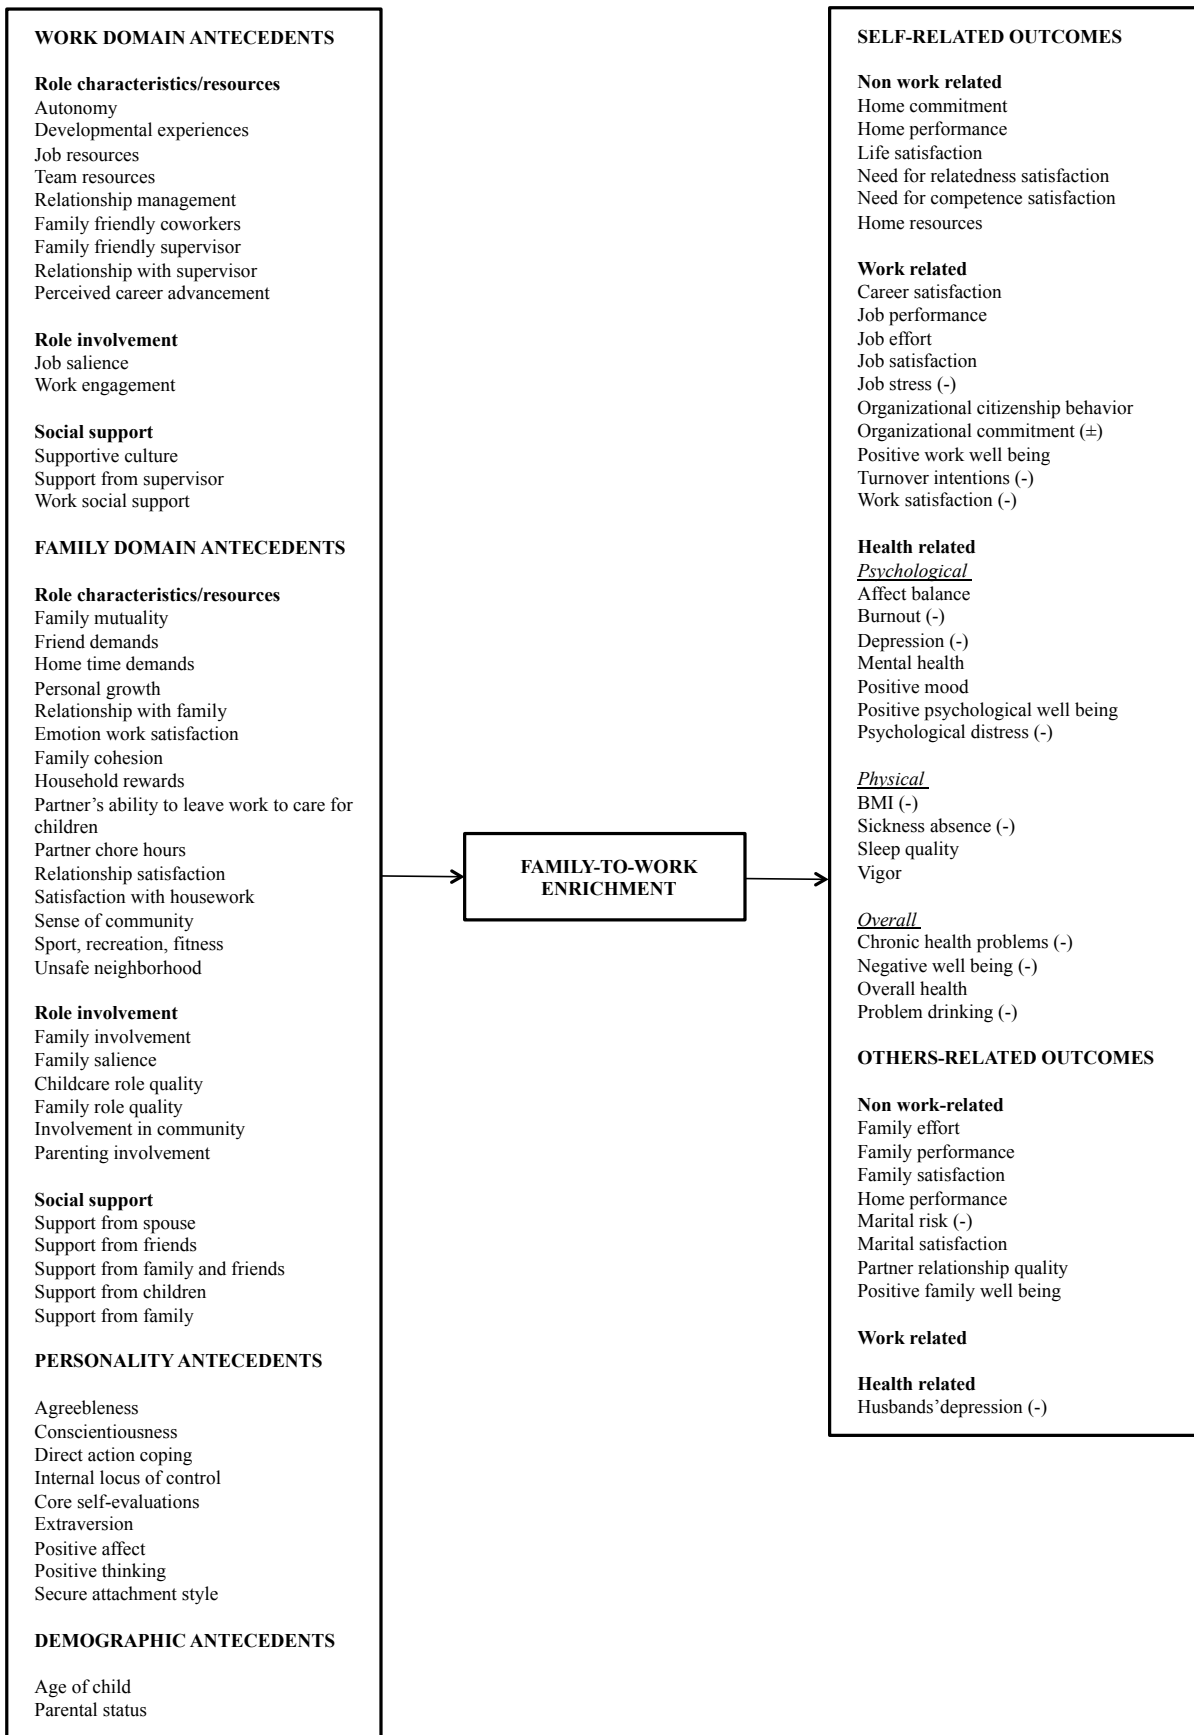 WORK DOMAIN ANTECEDENTS
Role characteristics/resources
Autonomy
Developmental experiences
Job resources
Team resources
Relationship management
Family friendly coworkers
Family friendly supervisor
Relationship with supervisor
Perceived career advancement
Role involvement
Job salience
Work engagement
Social support
Supportive culture
Support from supervisor
Work social support
FAMILY DOMAIN ANTECEDENTS
Role characteristics/resources
Family mutuality
Friend demands
Home time demands
Personal growth
Relationship with family
Emotion work satisfaction
Family cohesion
Household rewards
Partner’s ability to leave work to care for
children
Partner chore hours
Relationship satisfaction
Satisfaction with housework
Sense of community
Sport, recreation, fitness
Unsafe neighborhood
Role involvement
Family involvement
Family salience
Childcare role quality
Family role quality
Involvement in community
Parenting involvement
Social support
Support from spouse
Support from friends
Support from family and friends
Support from children
Support from family
PERSONALITY ANTECEDENTS
Agreebleness
Conscientiousness
Direct action coping
Internal locus of control
Core self-evaluations
Extraversion
Positive affect
Positive thinking
Secure attachment style
DEMOGRAPHIC ANTECEDENTS
Age of child
Parental status
FAMILY-TO-WORK
ENRICHMENT
SELF-RELATED OUTCOMES
Non work related
Home commitment
Home performance
Life satisfaction
Need for relatedness satisfaction
Need for competence satisfaction
Home resources
Work related
Career satisfaction
Job performance
Job effort
Job satisfaction
Job stress (-)
Organizational citizenship behavior
Organizational commitment (±)
Positive work well being
Turnover intentions (-)
Work satisfaction (-)
Health related
Psychological
Affect balance
Burnout (-)
Depression (-)
Mental health
Positive mood
Positive psychological well being
Psychological distress (-)
Physical
BMI (-)
Sickness absence (-)
Sleep quality
Vigor
Overall
Chronic health problems (-)
Negative well being (-)
Overall health
Problem drinking (-)
OTHERS-RELATED OUTCOMES
Non work-related
Family effort
Family performance
Family satisfaction
Home performance
Marital risk (-)
Marital satisfaction
Partner relationship quality
Positive family well being
Work related
Health related
Husbands’depression (-)